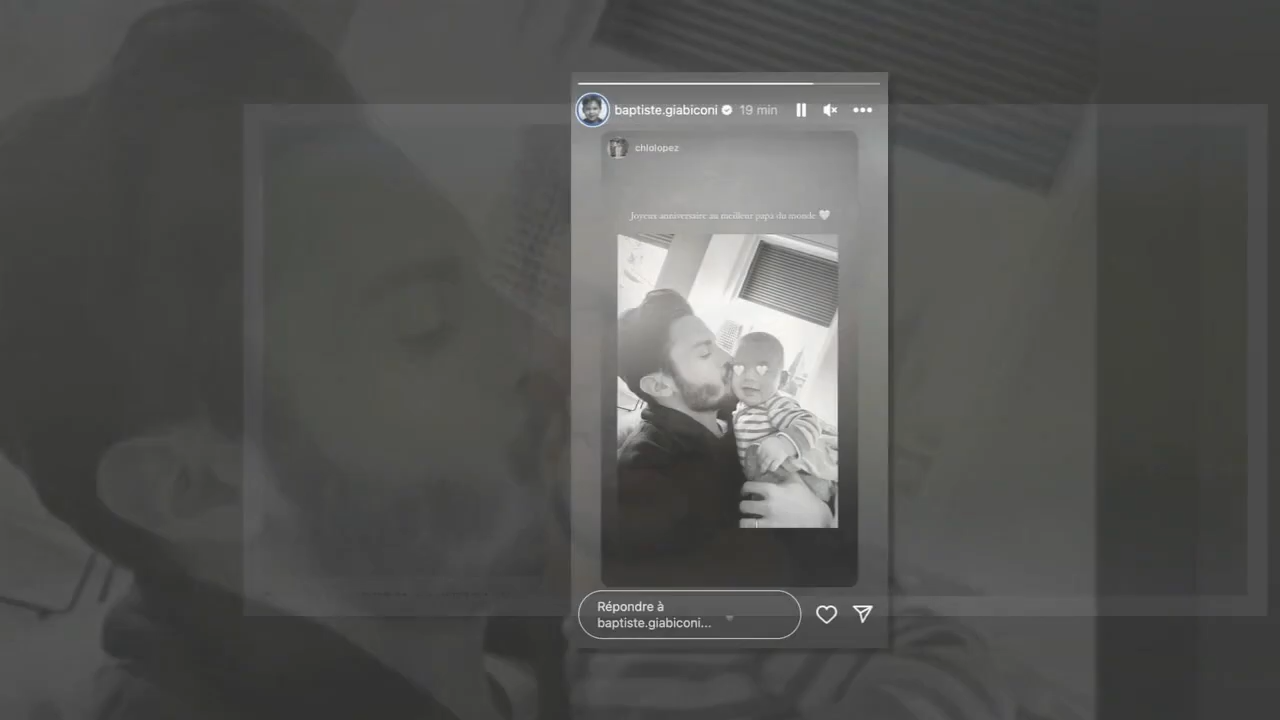 baptiste.giabiconi 19 min
chlolopez
Joyeux anniversaire au meilleur papa du monde 🤍
Répondre à
baptiste.giabiconi...